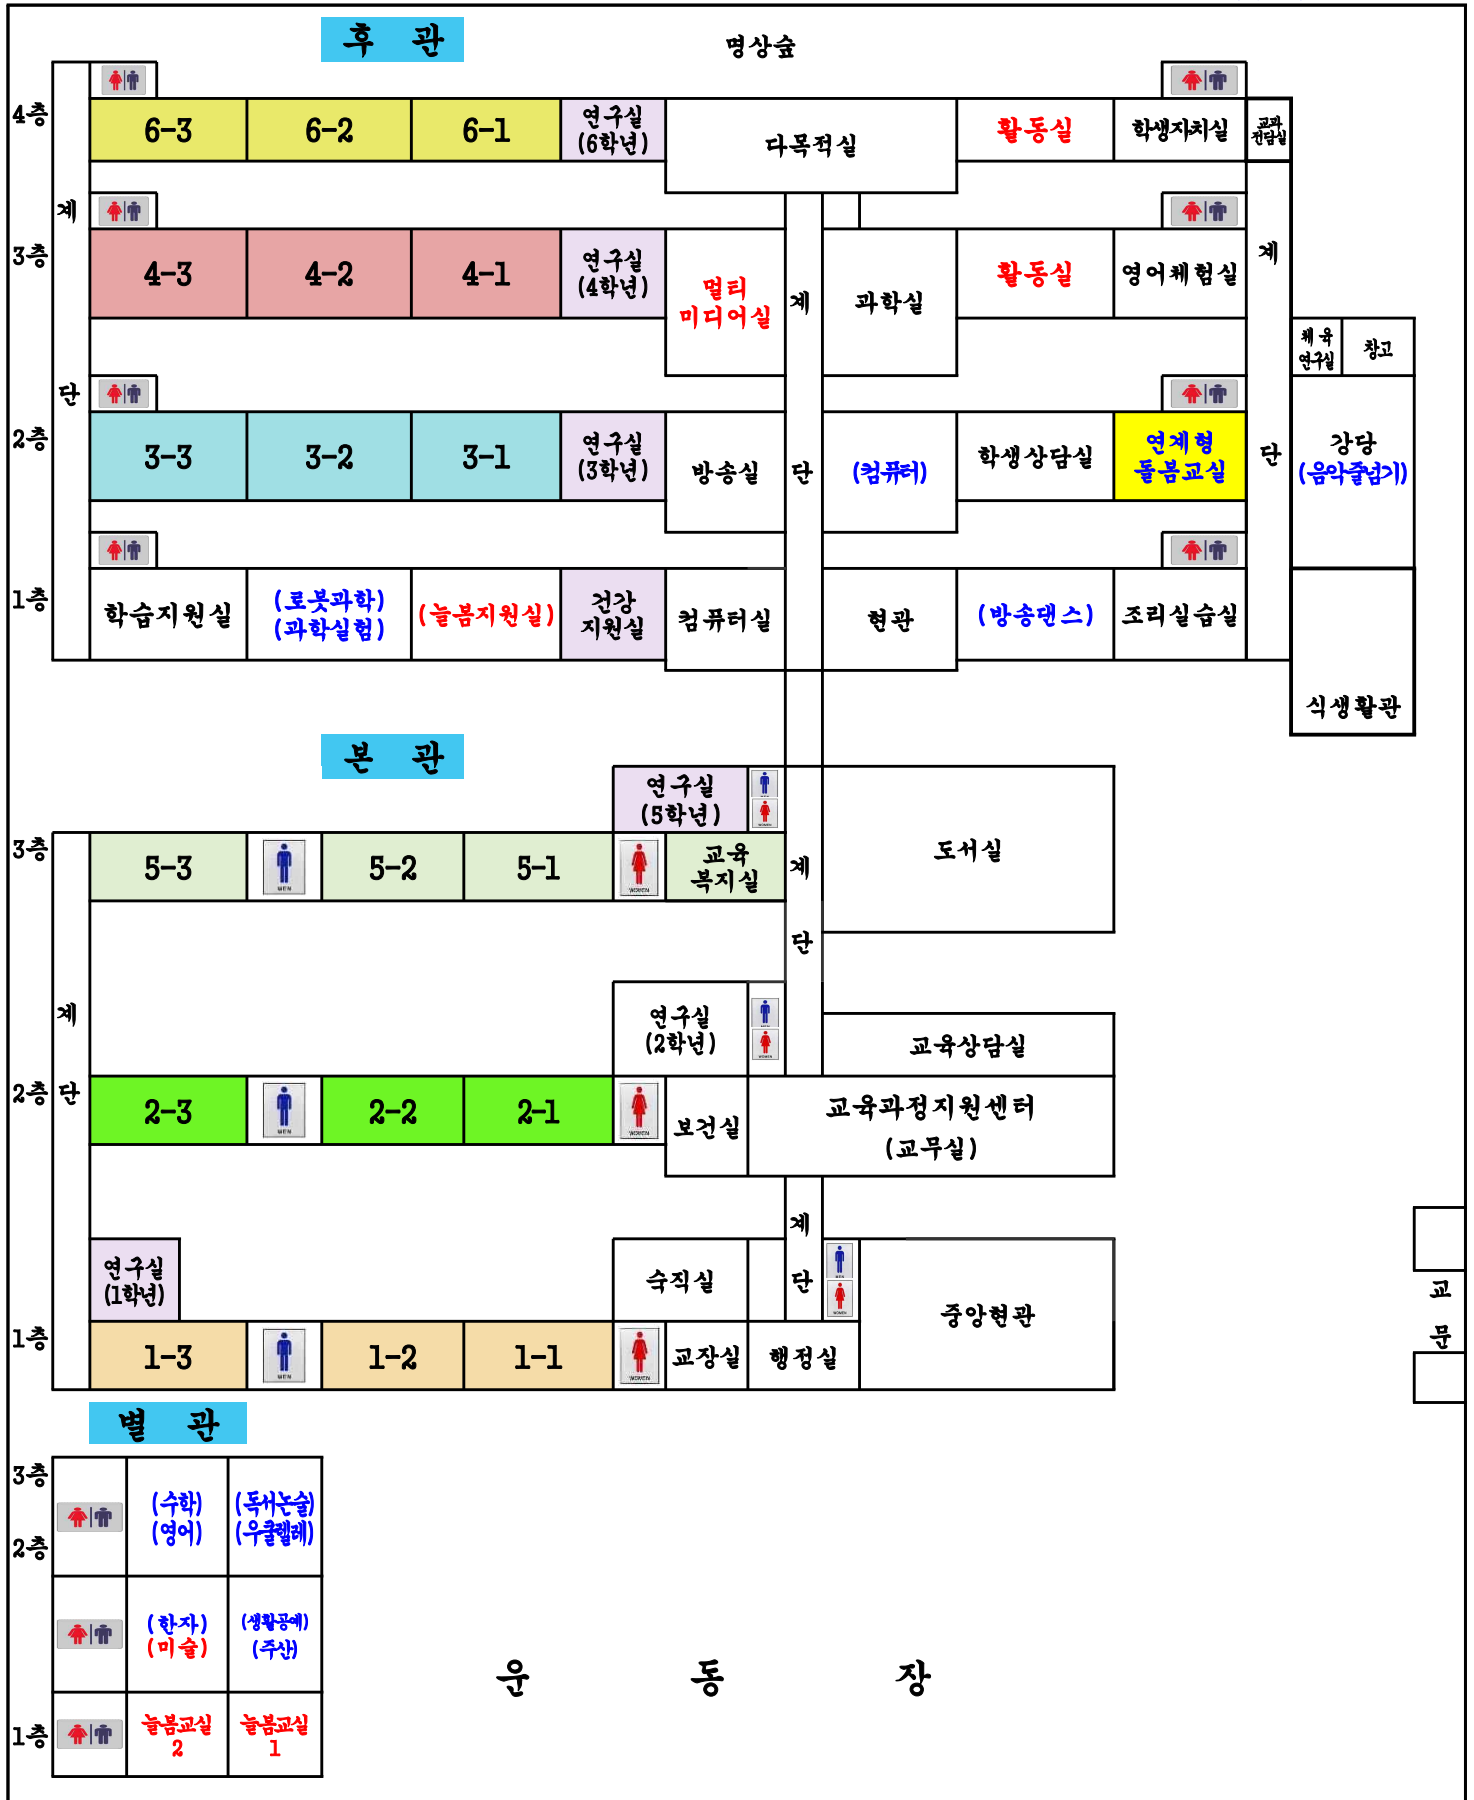 후 관
명상숲
4층
6-3
6-2
6-1
연구실
(6학년)
다목적실
활동실
학생자치실
교과
전담실
계
단
3층
4-3
4-2
4-1
연구실
(4학년)
멀티
미디어실
계
단
과학실
활동실
영어체험실
계
단
체육
연구실
창고
2층
3-3
3-2
3-1
연구실
(3학년)
방송실
(컴퓨터)
학생상담실
연계형
돌봄교실
강당
(음악줄넘기)
1층
학습지원실
(로봇과학)
(과학실험)
(늘봄지원실)
건강
지원실
컴퓨터실
현관
(방송댄스)
조리실습실
식생활관
본 관
연구실
(5학년)
WOMEN
3층
5-3
MEN
5-2
5-1
WOMEN
교육
복지실
계
단
도서실
계
단
연구실
(2학년)
WOMEN
교육상담실
2층
2-3
MEN
2-2
2-1
WOMEN
보건실
교육과정지원센터
(교무실)
계
단
연구실
(1학년)
숙직실
MEN
WOMEN
중앙현관
교
문
1층
1-3
MEN
1-2
1-1
WOMEN
교장실
행정실
별 관
3층
2층
(수학)
(영어)
(독서논술)
(우쿨렐레)
(한자)
(미술)
(생활공예)
(주산)
1층
늘봄교실
2
늘봄교실
1
운 동 장